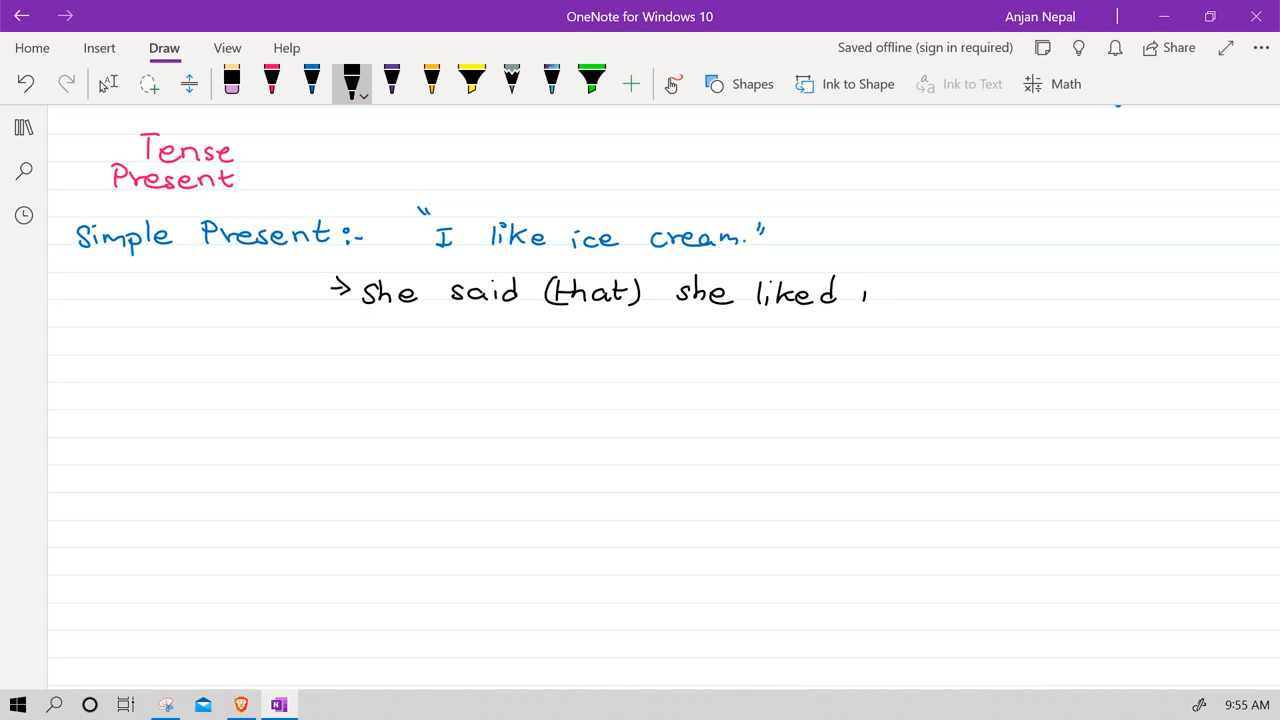 OneNote for Windows 10
Anjan Nepal
Home Insert Draw View Help
Saved offline (sign in required)
Share
Shapes
Ink to Shape
Ink to Text
Math
Tense
Present
Simple Present :- "I like ice cream."
→ She said (that) she liked
9:55 AM